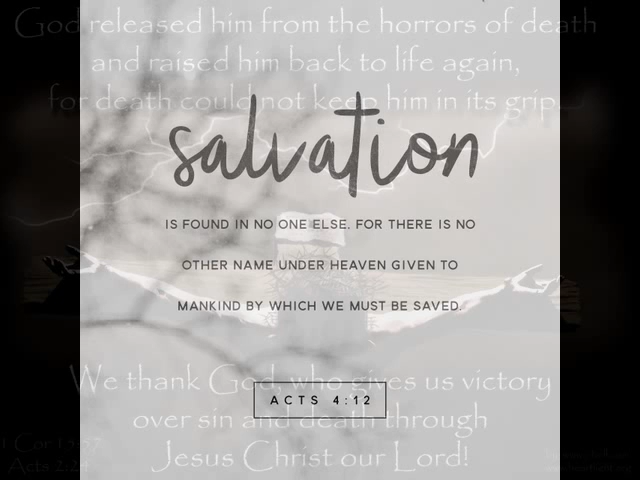 God released him from the horrors of death
and raised him back to life again,
for death could not keep him in its grip.
salvation
IS FOUND IN NO ONE ELSE. FOR THERE IS NO
OTHER NAME UNDER HEAVEN GIVEN TO
MANKIND BY WHICH WE MUST BE SAVED.
We thank God, who gives us victory
ACTS 4:12
over sin and death through
1 Cor 15:57
Jesus Christ our Lord!
Acts 2:24